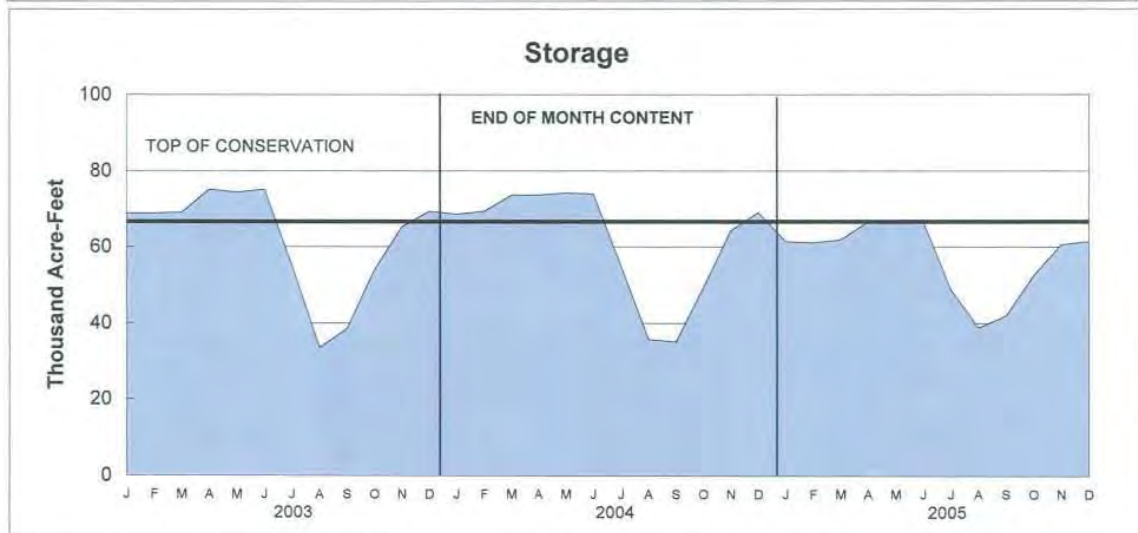 Storage
END OF MONTH CONTENT
TOP OF CONSERVATION
Thousand Acre-Feet
100
80
60
40
20
0
J F M A M J J A S O N D J F M A M J J A S O N D J F M A M J J A S O N D
2003 2004 2005